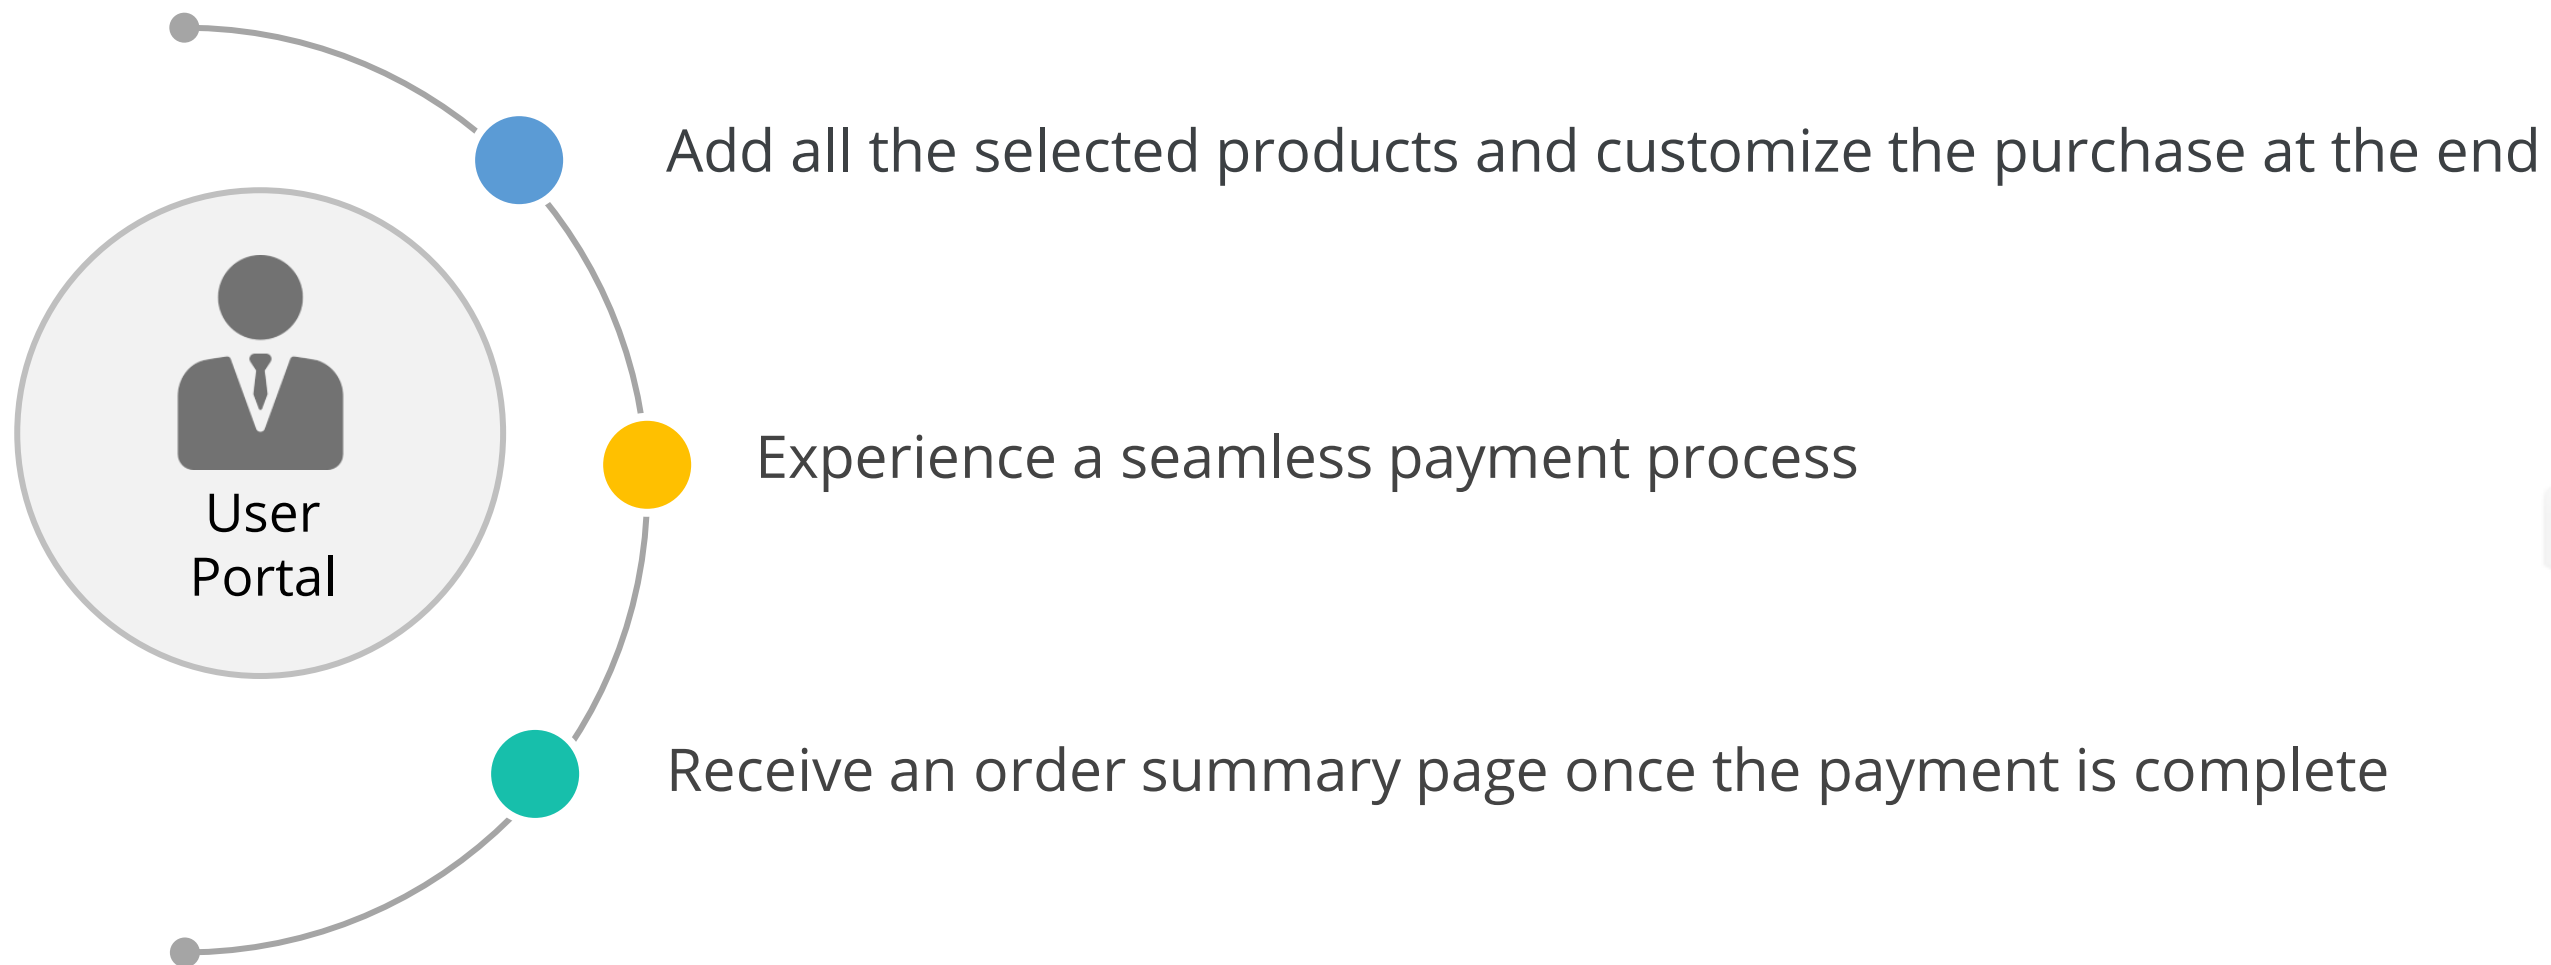 Add all the selected products and customize the purchase at the end
Experience a seamless payment process
User
Portal
Receive an order summary page once the payment is complete